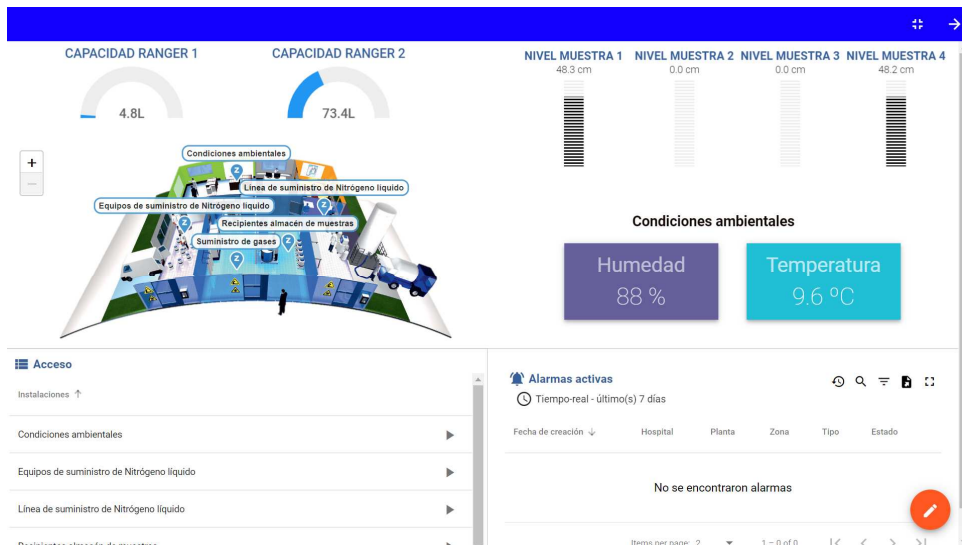 CAPACIDAD RANGER 1
4.8L
CAPACIDAD RANGER 2
73.4L
NIVEL MUESTRA 1
48.3 cm
NIVEL MUESTRA 2
0.0 cm
NIVEL MUESTRA 3
0.0 cm
NIVEL MUESTRA 4
48.2 cm
+
−
Condiciones ambientales
Línea de suministro de Nitrógeno líquido
Equipos de suministro de Nitrógeno líquido
Recipientes almacén de muestras
Suministro de gases
Condiciones ambientales
Humedad
88 %
Temperatura
9.6 ºC
Acceso
Instalaciones ↑
Condiciones ambientales
Equipos de suministro de Nitrógeno líquido
Línea de suministro de Nitrógeno líquido
Recipientes almacén de muestras
Alarmas activas
Tiempo-real - último(s) 7 días
Fecha de creación ↓ Hospital Planta Zona Tipo Estado
No se encontraron alarmas
Items per page: 2 1 – 0 of 0